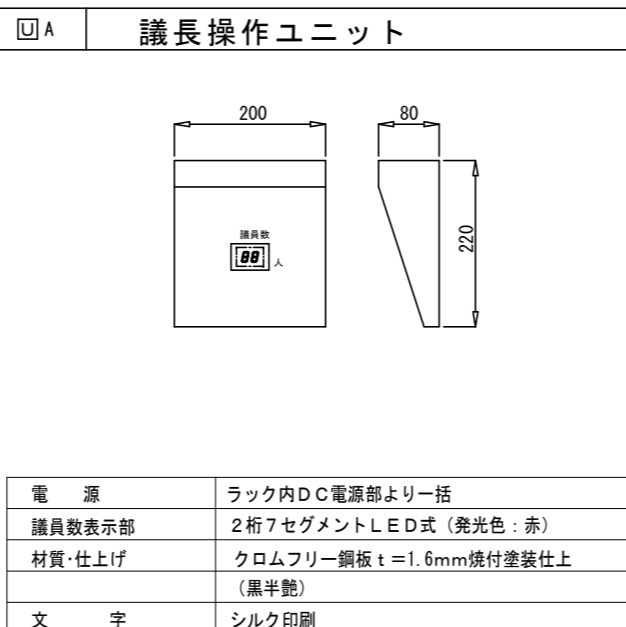 U A 議長操作ユニット
200
80
220
議員数
88 人
電 源 ラック内DC電源部より一括
議員数表示部 2桁7セグメントLED式（発光色：赤）
材質・仕上げ クロムフリー鋼板t=1.6mm焼付塗装仕上
（黒半艶）
文 字 シルク印刷